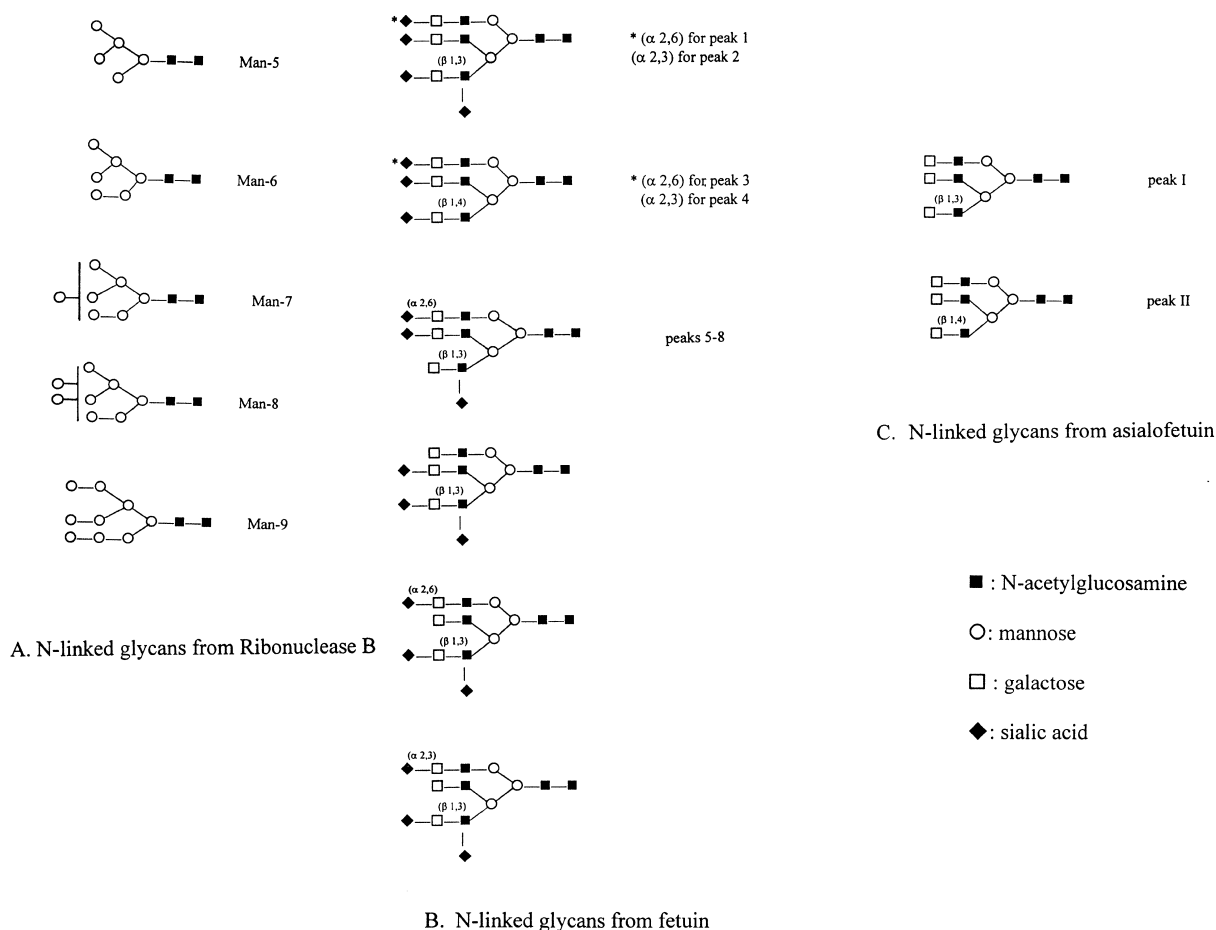 Man-5
Man-6
Man-7
Man-8
Man-9
A. N-linked glycans from Ribonuclease B
*
(β 1,3)
* (α 2,6) for peak 1
(α 2,3) for peak 2
*
(β 1,4)
* (α 2,6) for peak 3
(α 2,3) for peak 4
(α 2,6)
(β 1,3)
peaks 5-8
(β 1,3)
(α 2,6)
(β 1,3)
(α 2,3)
(β 1,3)
B. N-linked glycans from fetuin
(β 1,3)
peak I
(β 1,4)
peak II
C. N-linked glycans from asialofetuin
: N-acetylglucosamine
: mannose
: galactose
: sialic acid